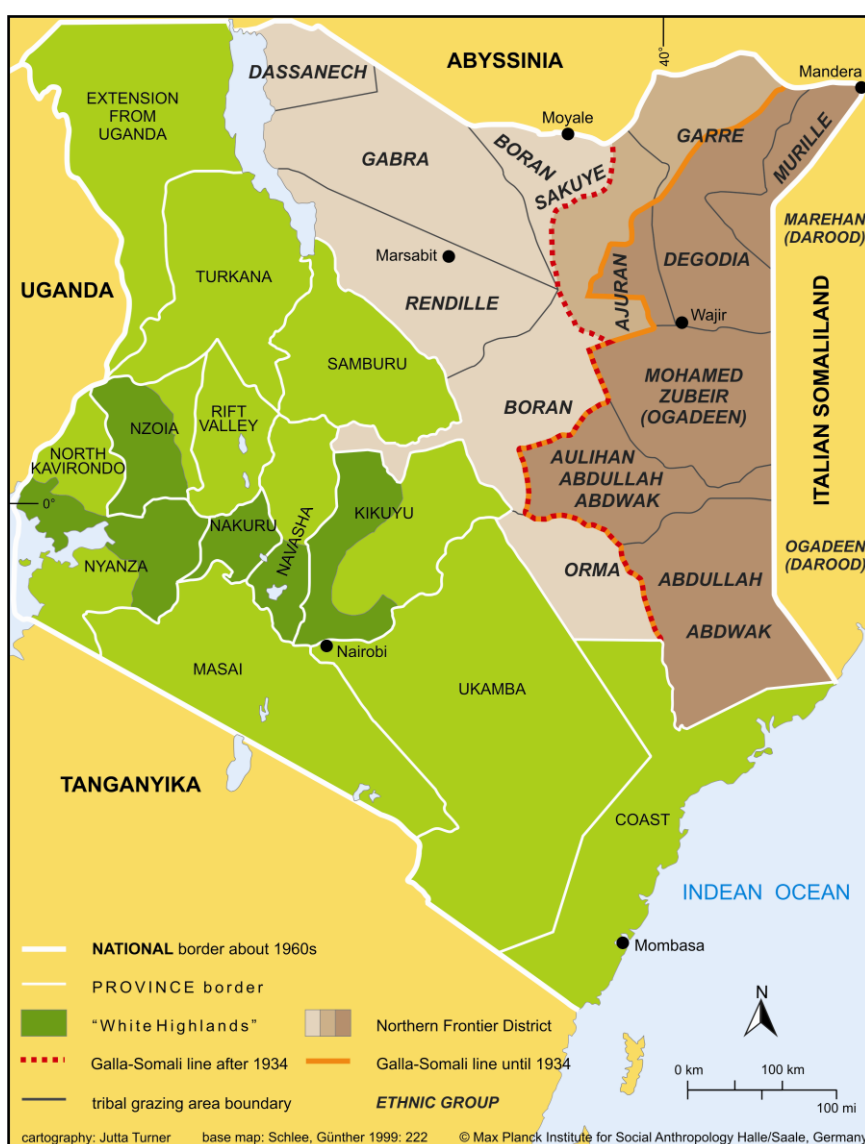 ABYSSINIA
40°
Mandera
DASSANECH
Moyale
EXTENSION
FROM
UGANDA
GARRE
BORAN
GABRA
MURILLE
SAKUYE
MAREHAN
(DAROOD)
Marsabit
DEGODIA
TURKANA
UGANDA
AJURAN
RENDILLE
Wajir
SAMBURU
MOHAMED
ZUBEIR
(OGADEEN)
BORAN
RIFT
VALLEY
NZOIA
NORTH
KAVIRONDO
ITALIAN SOMALILAND
AULIHAN
ABDULLAH
ABDWAK
0°
KIKUYU
NAKURU
NAVASHA
NYANZA
OGADEEN
(DAROOD)
ORMA
ABDULLAH
ABDWAK
Nairobi
MASAI
UKAMBA
TANGANYIKA
COAST
INDEAN OCEAN
Mombasa
NATIONAL border about 1960s
PROVINCE border
"White Highlands"
Northern Frontier District
Galla-Somali line after 1934
Galla-Somali line until 1934
tribal grazing area boundary
ETHNIC GROUP
N
0 km 100 km
100 mi
cartography: Jutta Turner base map: Schlee, Günther 1999: 222 © Max Planck Institute for Social Anthropology Halle/Saale, Germany